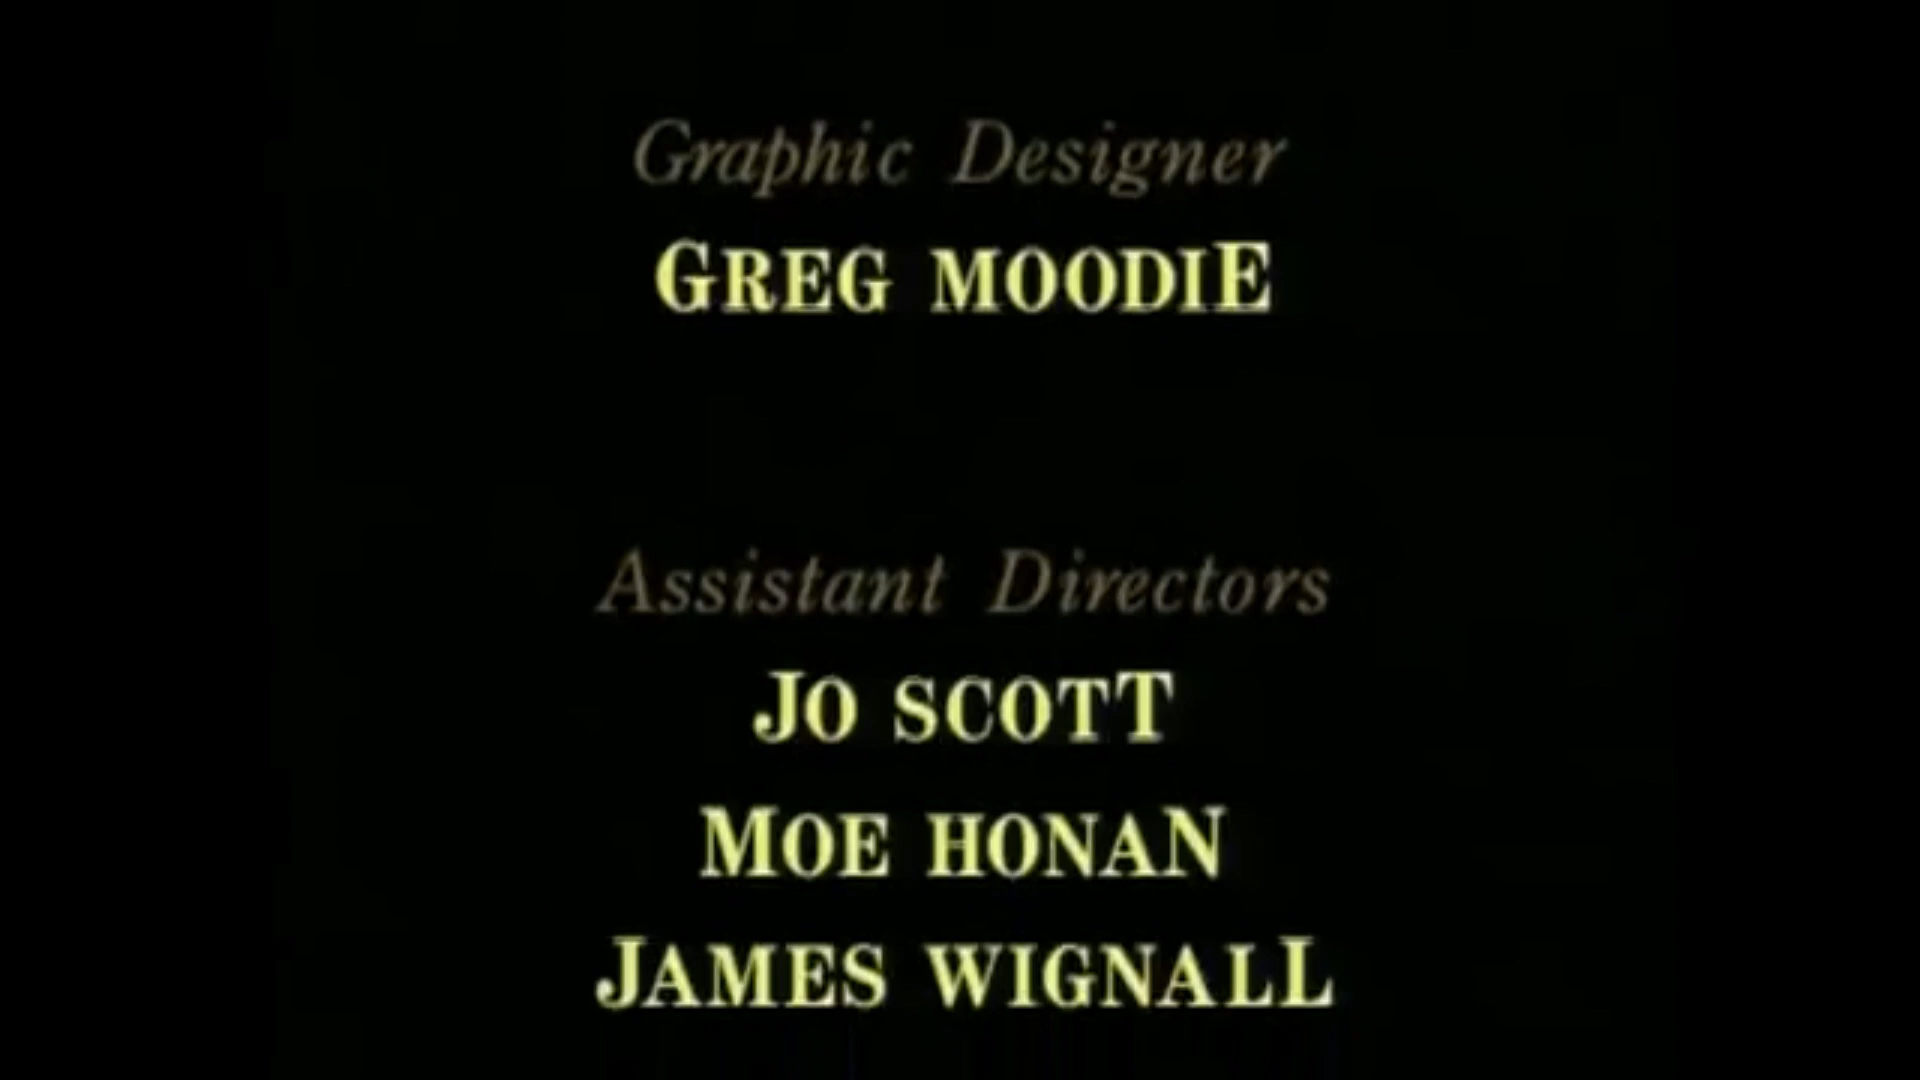 Graphic Designer
GREG MOODIE
Assistant Directors
JO SCOTT
MOE HONAN
JAMES WIGNALL